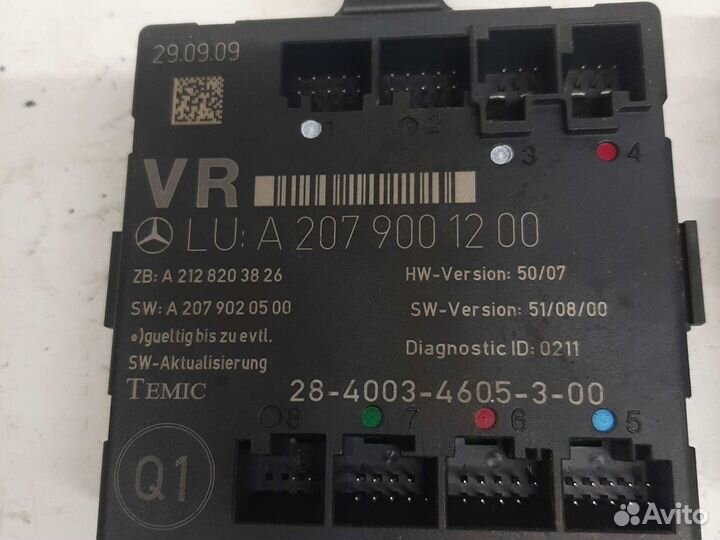 29.09.09
1 2 3 4
VR
LU: A 207 900 12 00
ZB: A 212 820 38 26
HW-Version: 50/07
SW: A 207 902 05 00
SW-Version: 51/08/00
*)gueltig bis zu evtl.
SW-Aktualisierung
Diagnostic ID: 0211
TEMIC
28-4003-4605-3-00
8 7 6 5
Q1
Avito